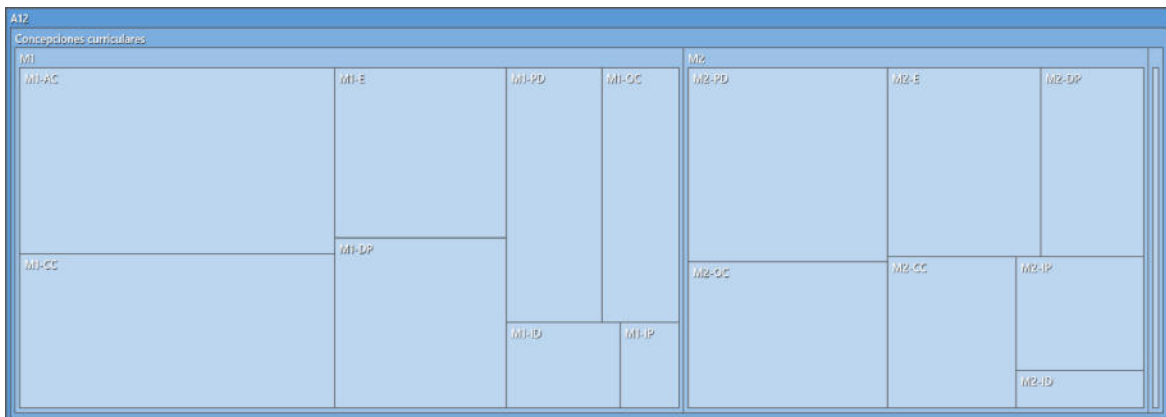 A12
Concepciones curriculares
M1
M2
M1-AC
M1-E
M1-PD
M1-OC
M2-PD
M2-E
M2-DP
M1-DP
M1-CC
M2-OC
M2-CC
M2-IP
M1-ID
M1-IP
M2-ID